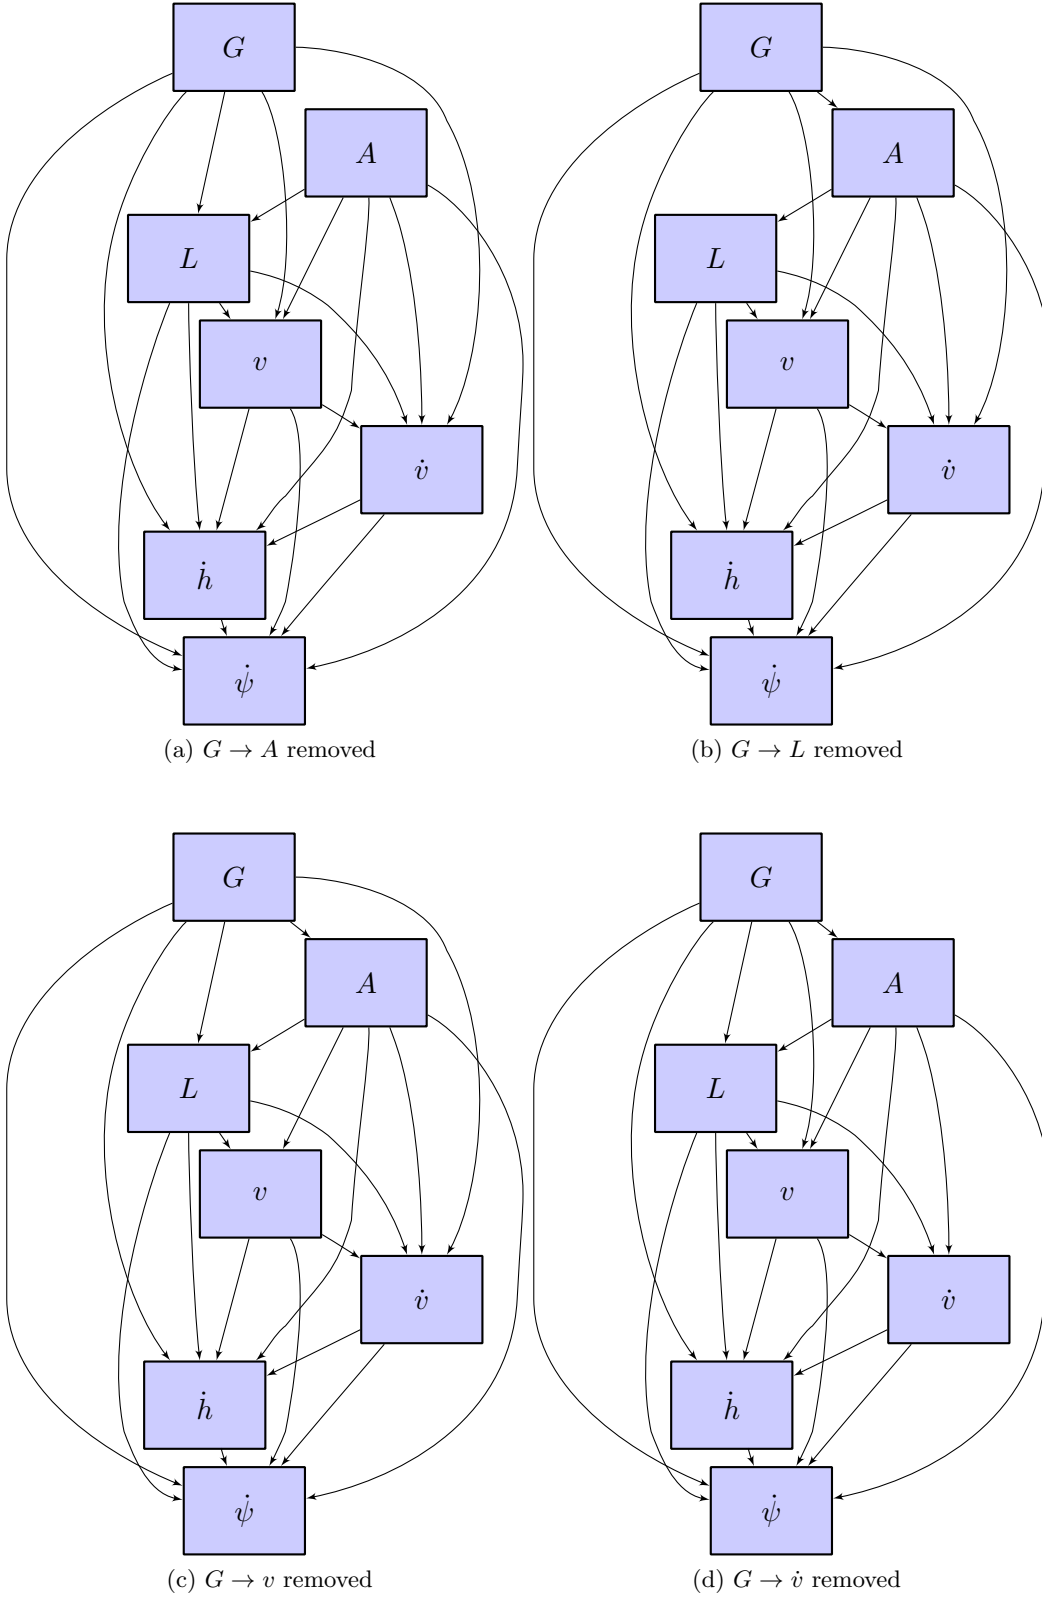 G
A
L
v
v̇
ḣ
ψ̇
(a) G → A removed
G
A
L
v
v̇
ḣ
ψ̇
(b) G → L removed
G
A
L
v
v̇
ḣ
ψ̇
(c) G → v removed
G
A
L
v
v̇
ḣ
ψ̇
(d) G → v̇ removed